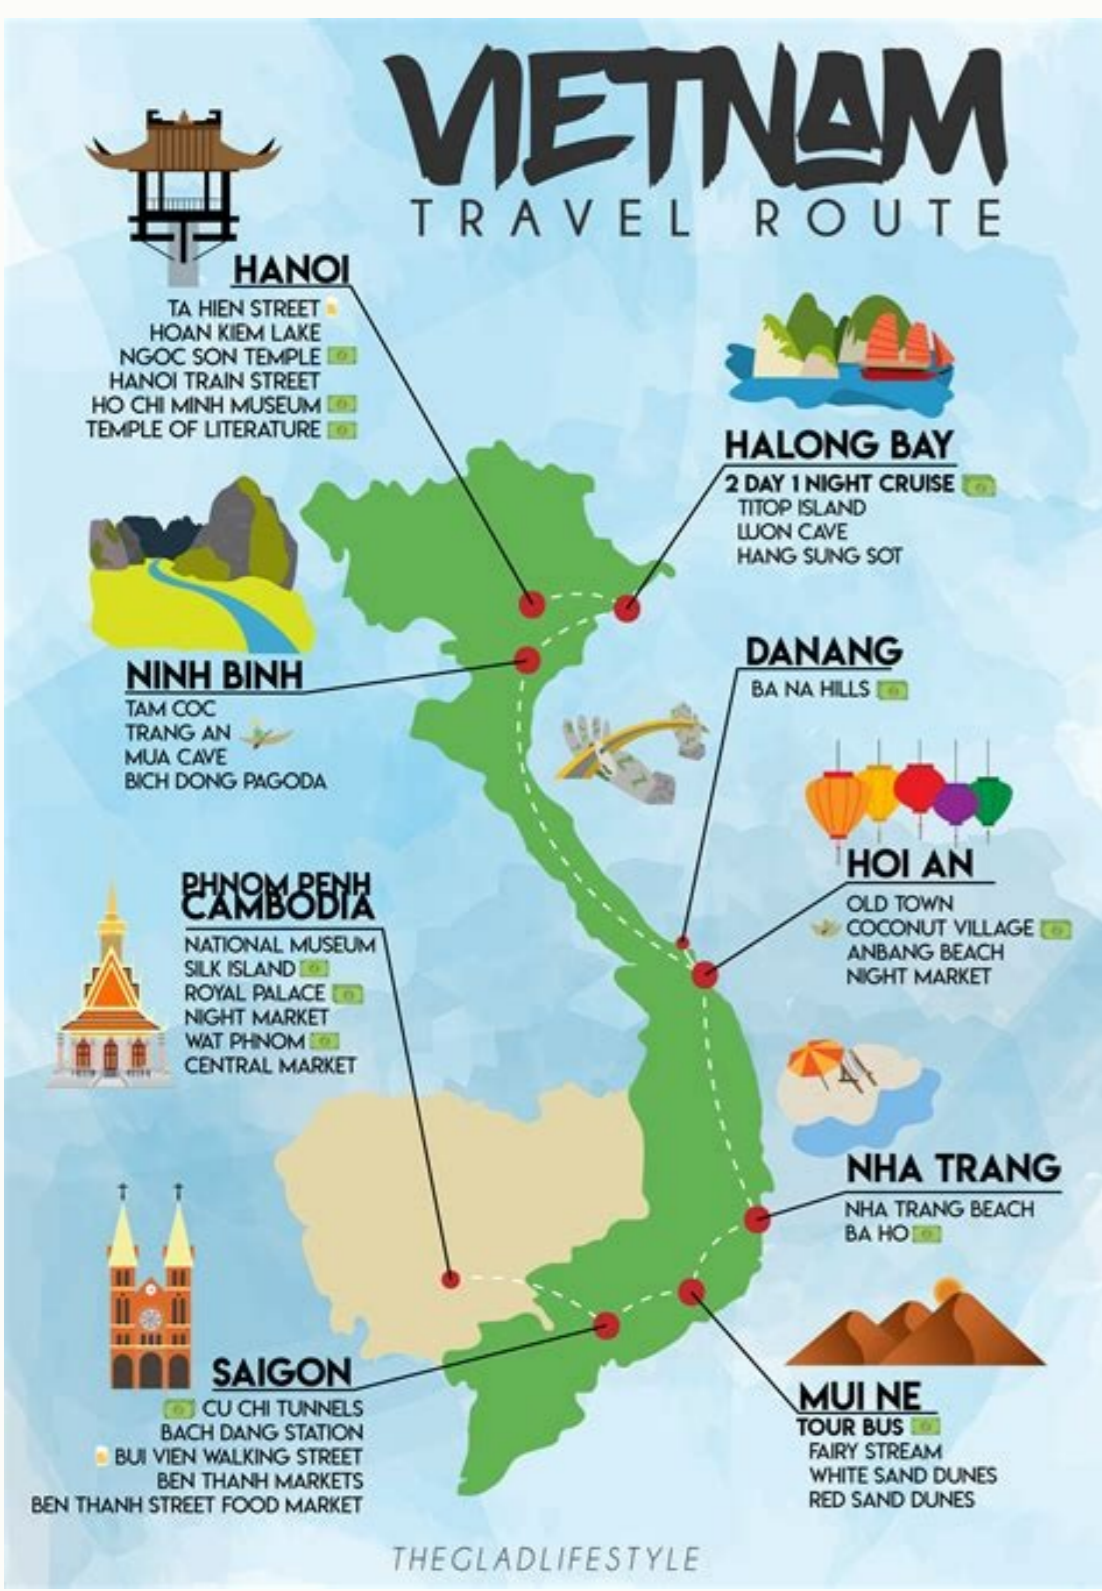 VIETNAM
TRAVEL ROUTE
HANOI
TA HIEN STREET
HOAN KIEM LAKE
NGOC SON TEMPLE
HANOI TRAIN STREET
HO CHI MINH MUSEUM
TEMPLE OF LITERATURE
HALONG BAY
2 DAY 1 NIGHT CRUISE
TITOP ISLAND
LUON CAVE
HANG SUNG SOT
NINH BINH
TAM COC
TRANG AN
MUA CAVE
BICH DONG PAGODA
DANANG
BA NA HILLS
HOI AN
OLD TOWN
COCONUT VILLAGE
ANBANG BEACH
NIGHT MARKET
PHNOM PENH
CAMBODIA
NATIONAL MUSEUM
SILK ISLAND
ROYAL PALACE
NIGHT MARKET
WAT PHNOM
CENTRAL MARKET
NHA TRANG
NHA TRANG BEACH
BA HO
SAIGON
CU CHI TUNNELS
BACH DANG STATION
BUI VIEN WALKING STREET
BEN THANH MARKETS
BEN THANH STREET FOOD MARKET
MUI NE
TOUR BUS
FAIRY STREAM
WHITE SAND DUNES
RED SAND DUNES
THEGLADLIFESTYLE